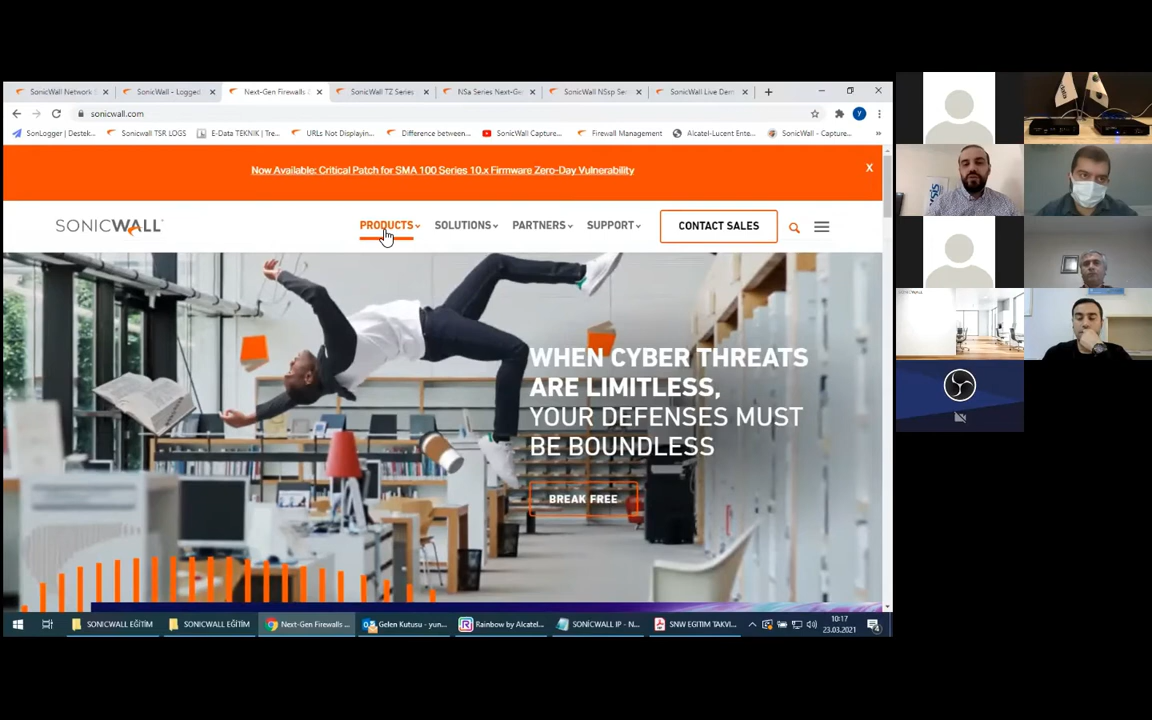 SonicWall Network S
SonicWall - Logged
Next-Gen Firewalls &
SonicWall TZ Series
NSa Series Next-Ge
SonicWall NSsp Se
SonicWall Live Dem
sonicwall.com
SonLogger | Destek...
Sonicwall TSR LOGS
E-Data TEKNIK | Tre...
URLs Not Displayin...
Difference between...
SonicWall Capture...
Firewall Management
Alcatel-Lucent Ente...
SonicWall - Capture...
Now Available: Critical Patch for SMA 100 Series 10.x Firmware Zero-Day Vulnerability
X
SONICWALL
PRODUCTS
SOLUTIONS
PARTNERS
SUPPORT
CONTACT SALES
WHEN CYBER THREATS
ARE LIMITLESS,
YOUR DEFENSES MUST
BE BOUNDLESS
BREAK FREE
SONICWALL EĞİTİM
SONICWALL EĞİTİM
Next-Gen Firewalls ...
Gelen Kutusu - yun...
Rainbow by Alcatel...
SONİCWALL IP - N...
SNW EGITIM TAKVI...
10:17
23.03.2021
4